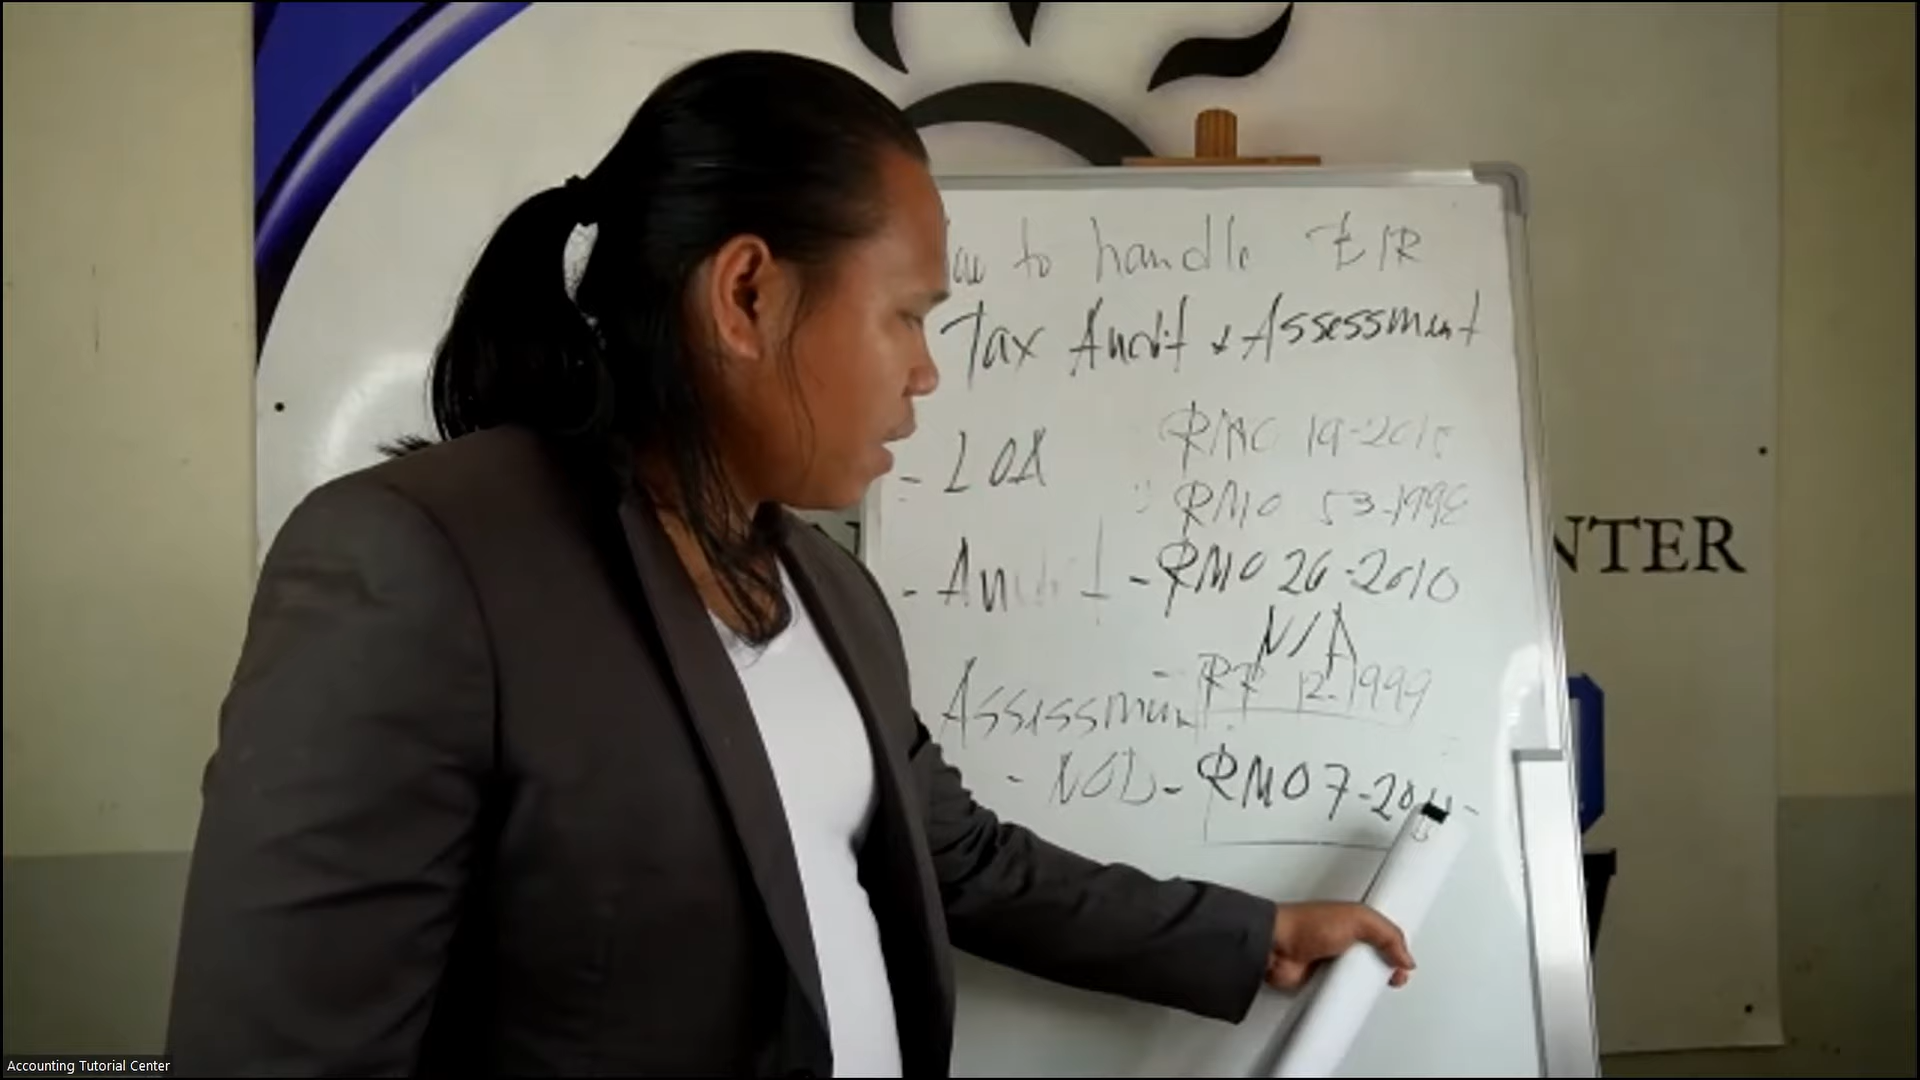 to handle BIR
Tax Audit & Assessment
- LOA RMC 19-2015
RMO 53-1998
- Audit - RMO 26-2010
N/A
Assessment - RR 12-1999
- NOD - RMO 7-20
NTER
Accounting Tutorial Center